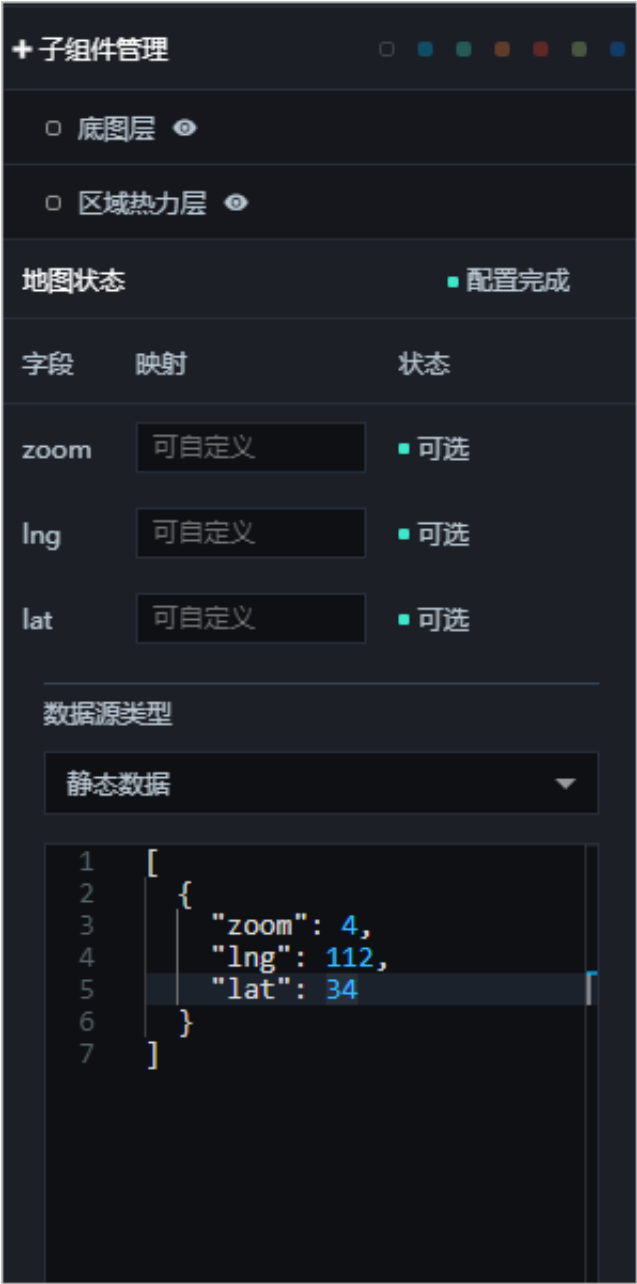 + 子组件管理
底图层
区域热力层
地图状态 配置完成
字段 映射 状态
zoom 可自定义 可选
lng 可自定义 可选
lat 可自定义 可选
数据源类型
静态数据
1 [
2 {
3 "zoom": 4,
4 "lng": 112,
5 "lat": 34
6 }
7 ]